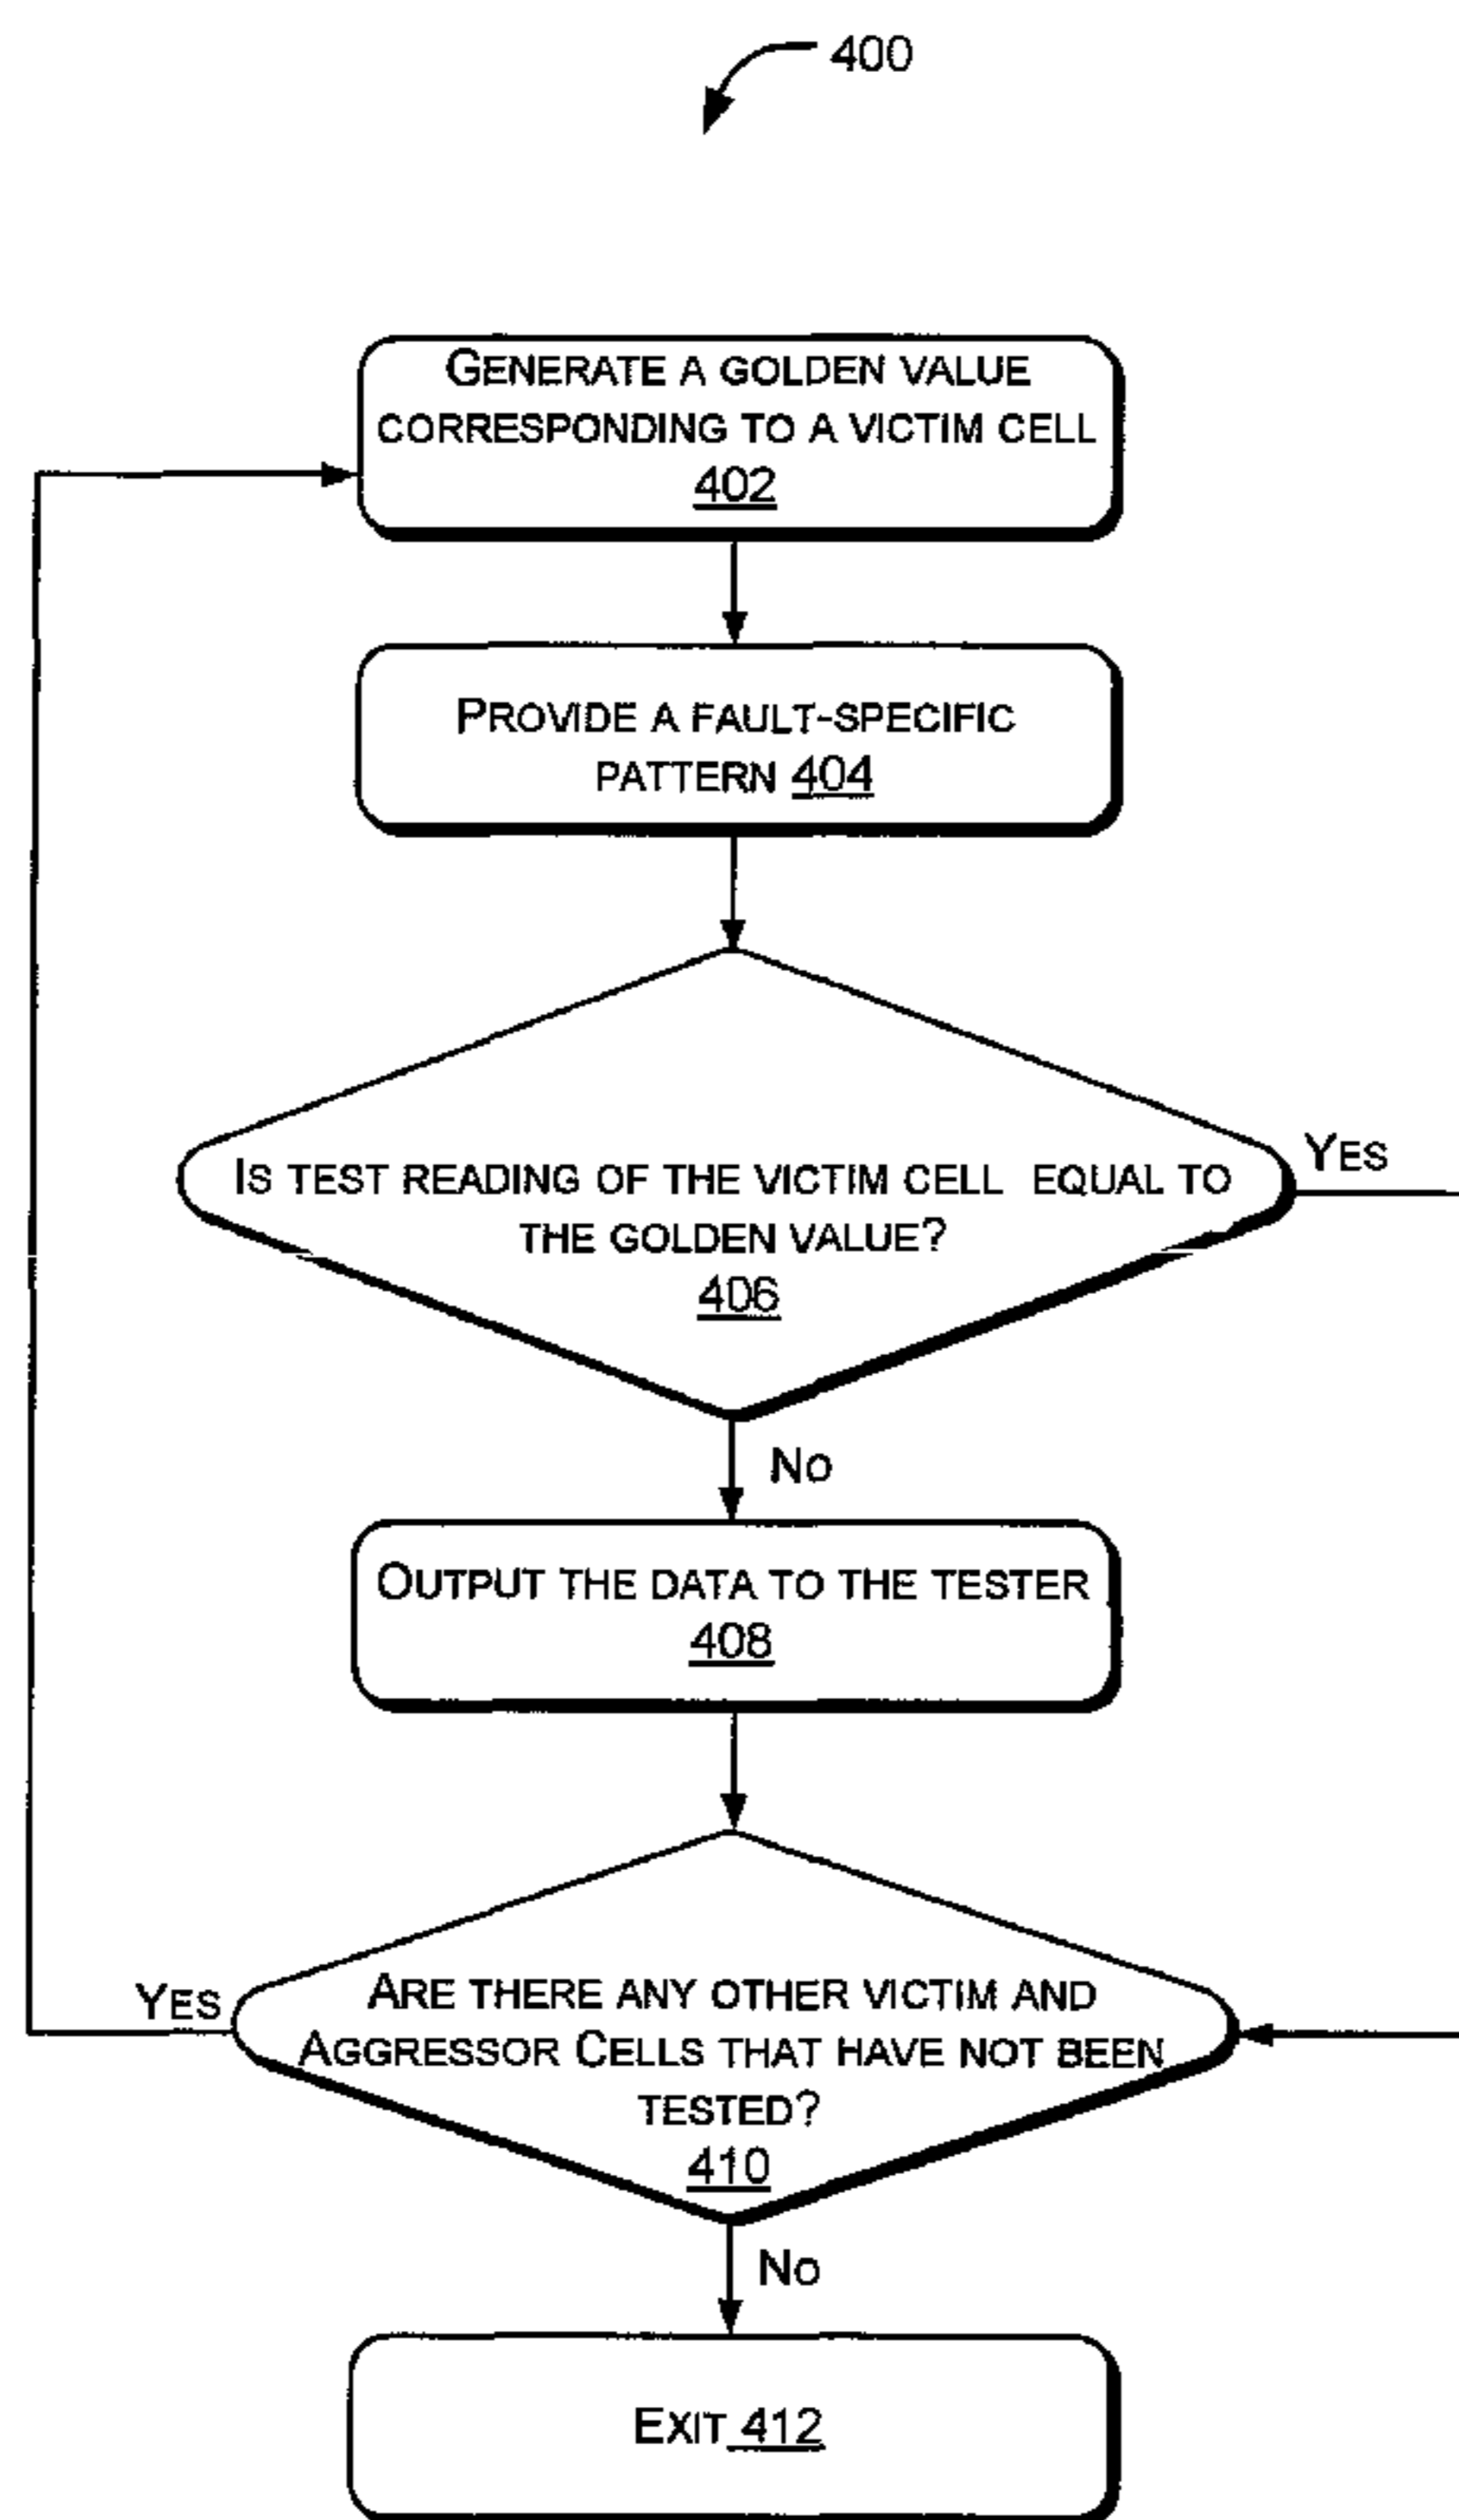 400
GENERATE A GOLDEN VALUE
CORRESPONDING TO A VICTIM CELL
402
PROVIDE A FAULT-SPECIFIC
PATTERN 404
IS TEST READING OF THE VICTIM CELL EQUAL TO
THE GOLDEN VALUE?
406
YES
NO
OUTPUT THE DATA TO THE TESTER
408
ARE THERE ANY OTHER VICTIM AND
AGGRESSOR CELLS THAT HAVE NOT BEEN
TESTED?
410
YES
NO
EXIT 412